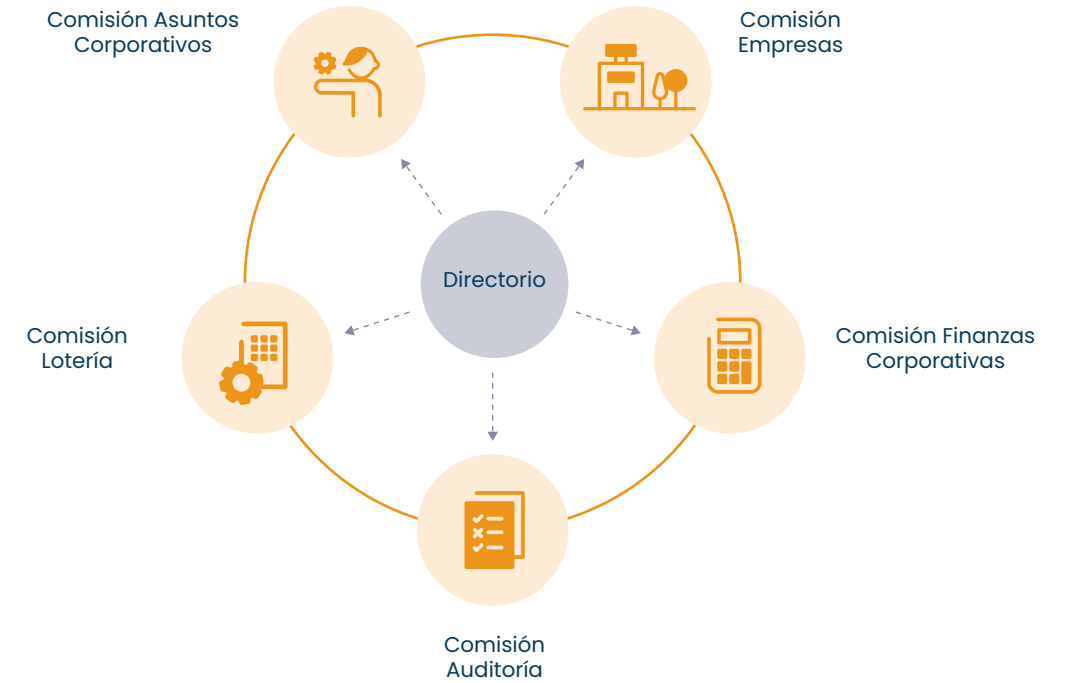 Comisión Asuntos
Corporativos
Comisión
Empresas
Directorio
Comisión
Lotería
Comisión Finanzas
Corporativas
Comisión
Auditoría